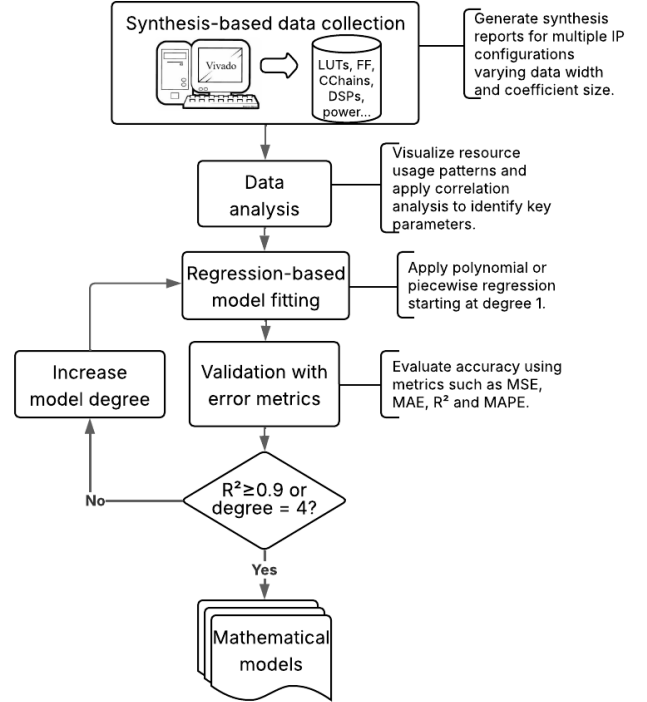 Synthesis-based data collection
Vivado
LUTs, FF,
CChains,
DSPs,
power...
Generate synthesis
reports for multiple IP
configurations
varying data width
and coefficient size.
Data
analysis
Visualize resource
usage patterns and
apply correlation
analysis to identify key
parameters.
Regression-based
model fitting
Apply polynomial or
piecewise regression
starting at degree 1.
Increase
model degree
Validation with
error metrics
Evaluate accuracy using
metrics such as MSE,
MAE, R² and MAPE.
R²≥0.9 or
degree = 4?
No
Yes
Mathematical
models